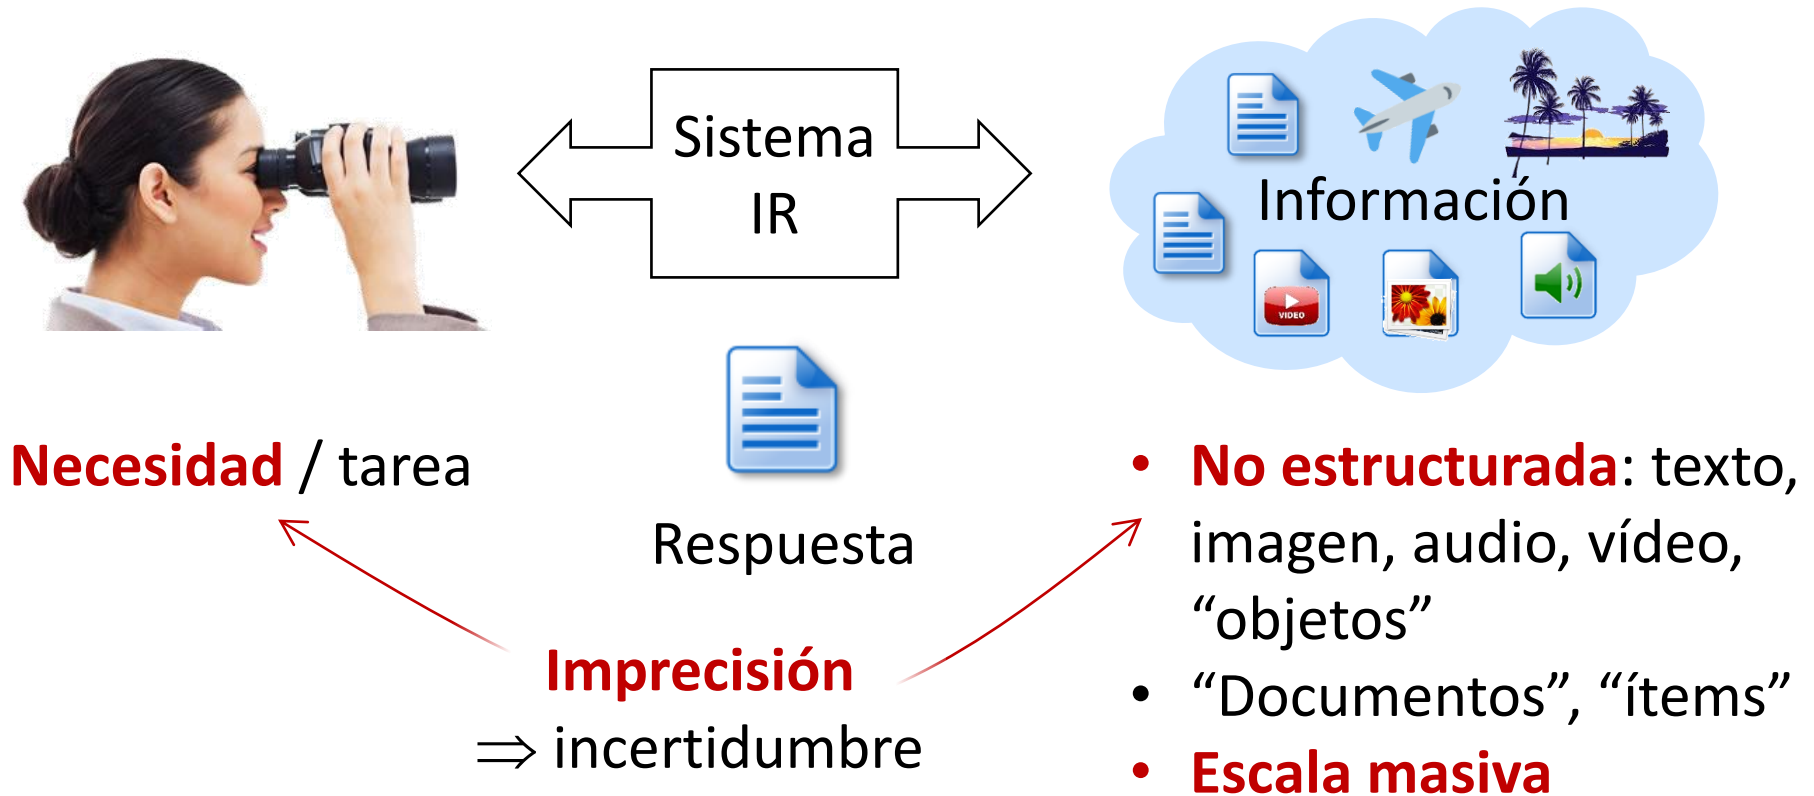 Sistema
IR
Información
VIDEO
Necesidad / tarea
Respuesta
Imprecisión
⇒ incertidumbre
• No estructurada: texto,
imagen, audio, vídeo,
“objetos”
• “Documentos”, “ítems”
• Escala masiva